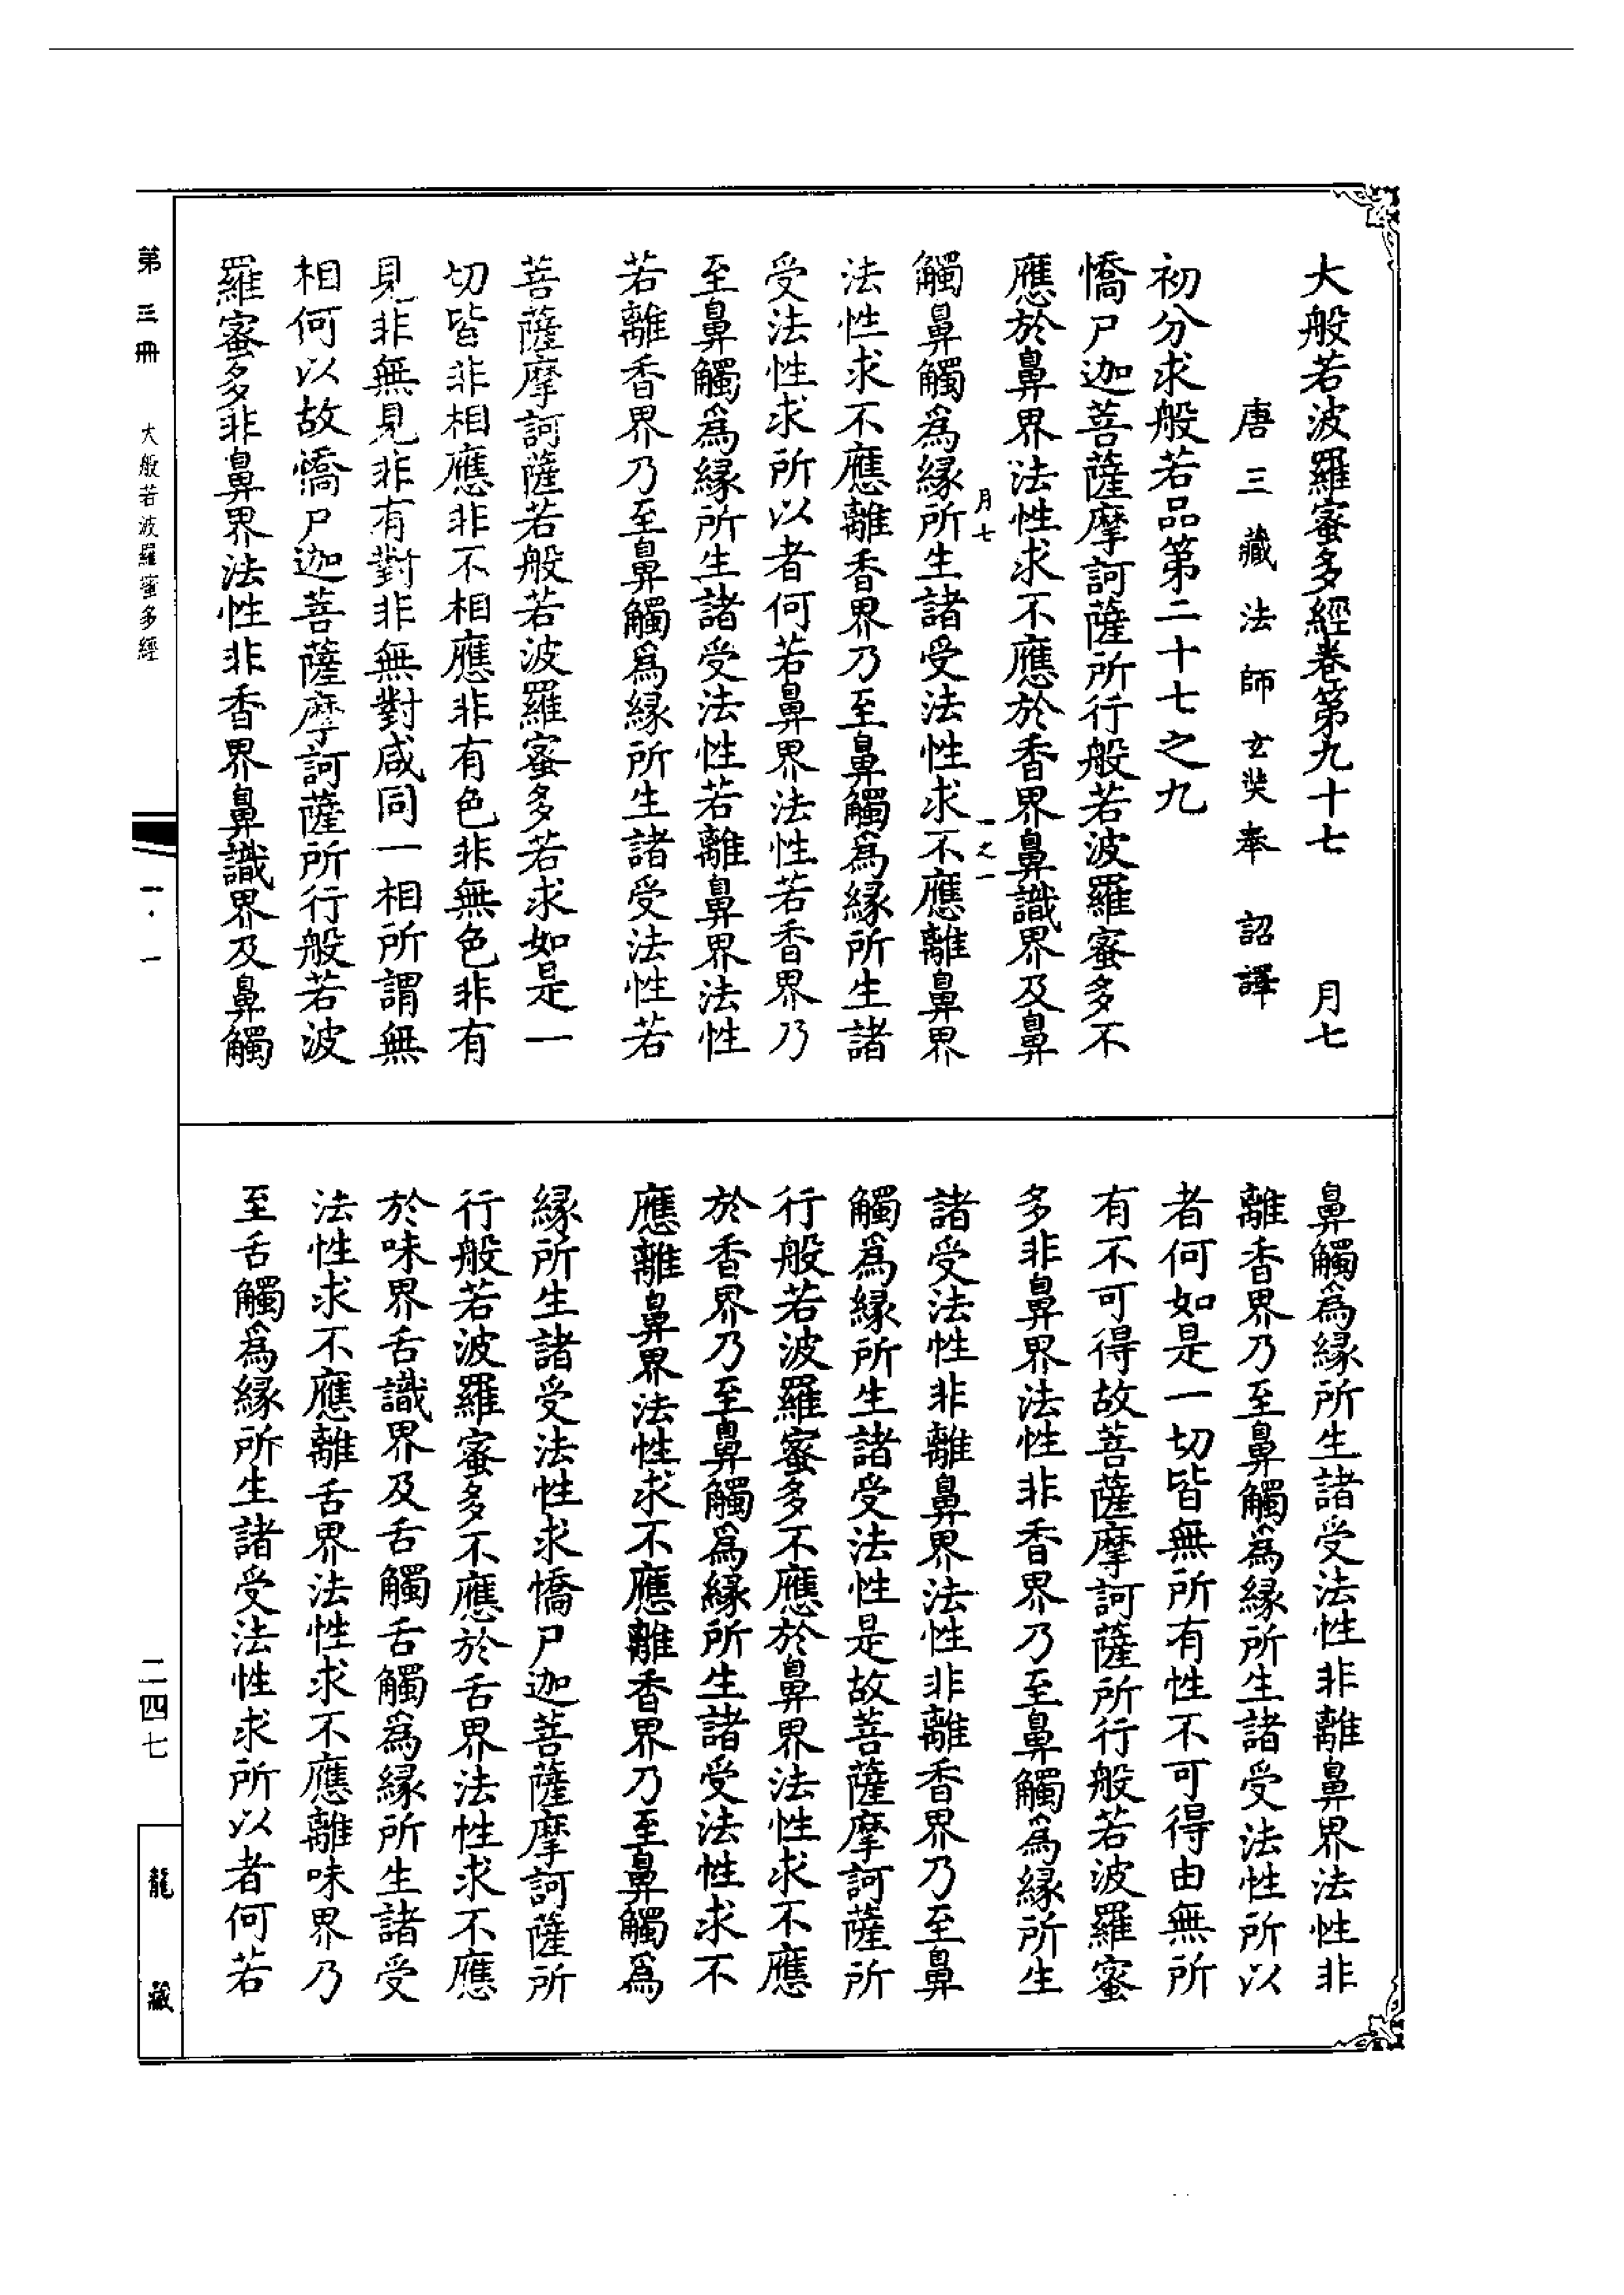 大般若波羅蜜多經卷第九十七 月七
唐三藏法師玄奘奉 詔譯
初分求般若品第二十七之九
憍尸迦菩薩摩訶薩所行般若波羅蜜多不
應於鼻界法性求不應於香界鼻識界及鼻
月七 一之一
觸鼻觸為緣所生諸受法性求不應離鼻界
法性求不應離香界乃至鼻觸為緣所生諸
受法性求所以者何若鼻界法性若香界乃
至鼻觸為緣所生諸受法性若離鼻界法性
若離香界乃至鼻觸為緣所生諸受法性若
菩薩摩訶薩若般若波羅蜜多若求如是一
切皆非相應非不相應非有色非無色非有
見非無見非有對非無對咸同一相所謂無
相何以故憍尸迦菩薩摩訶薩所行般若波
羅蜜多非鼻界法性非香界鼻識界及鼻觸
鼻觸為緣所生諸受法性非離鼻界法性非
離香界乃至鼻觸為緣所生諸受法性所以
者何如是一切皆無所有性不可得由無所
有不可得故菩薩摩訶薩所行般若波羅蜜
多非鼻界法性非香界乃至鼻觸為緣所生
諸受法性非離鼻界法性非離香界乃至鼻
觸為緣所生諸受法性是故菩薩摩訶薩所
行般若波羅蜜多不應於鼻界法性求不應
於香界乃至鼻觸為緣所生諸受法性求不
應離鼻界法性求不應離香界乃至鼻觸為
緣所生諸受法性求憍尸迦菩薩摩訶薩所
行般若波羅蜜多不應於舌界法性求不應
於味界舌識界及舌觸舌觸為緣所生諸受
法性求不應離舌界法性求不應離味界乃
至舌觸為緣所生諸受法性求所以者何若
第三冊 大般若波羅蜜多經 一·一 二四七 龍藏